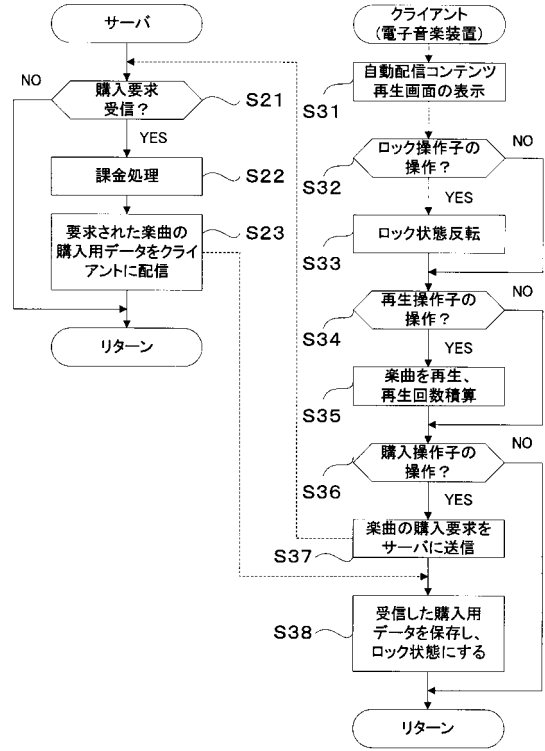 サーバ
NO
購入要求
受信？
S21
YES
課金処理
S22
要求された楽曲の
購入用データをクライ
アントに配信
S23
リターン
クライアント
(電子音楽装置)
自動配信コンテンツ
再生画面の表示
S31
ロック操作子の
操作？
NO
S32
YES
ロック状態反転
S33
再生操作子の
操作？
NO
S34
YES
楽曲を再生、
再生回数積算
S35
購入操作子の
操作？
NO
S36
YES
楽曲の購入要求を
サーバに送信
S37
受信した購入用
データを保存し、
ロック状態にする
S38
リターン